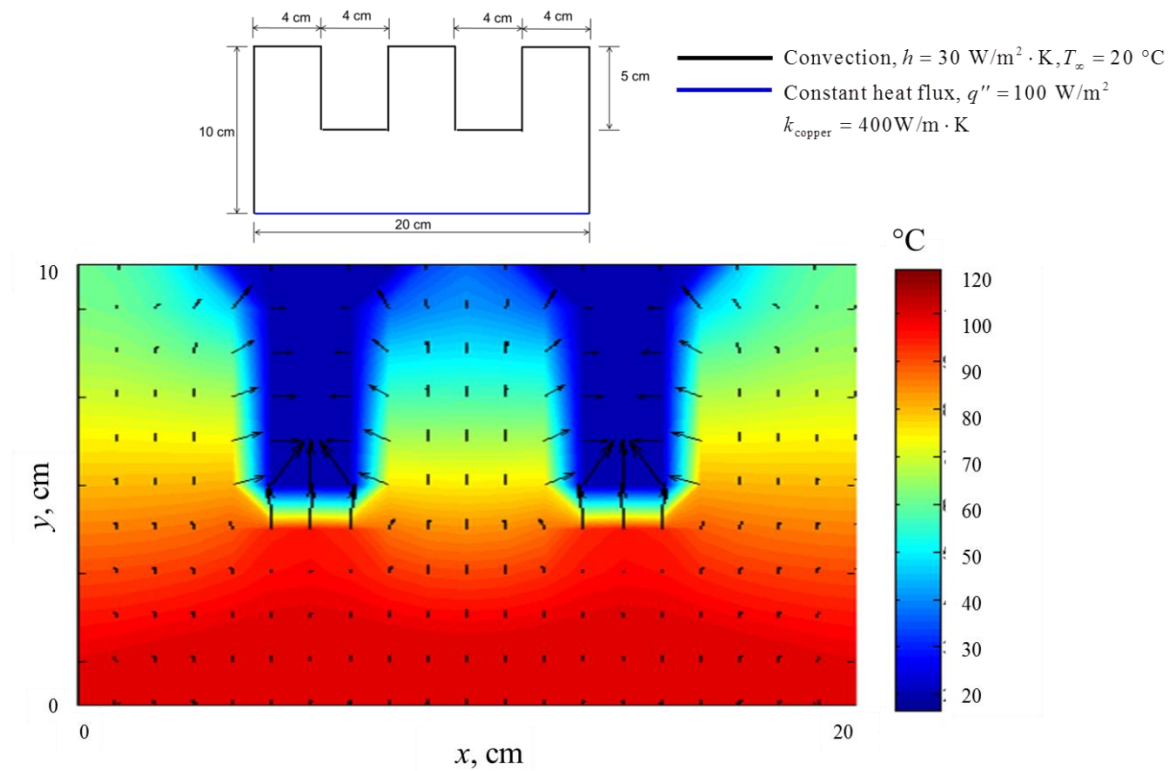 4 cm 4 cm 4 cm 4 cm
5 cm
10 cm
20 cm
Convection, h = 30 W/m² · K, T∞ = 20 °C
Constant heat flux, q″ = 100 W/m²
k_copper = 400W/m · K
°C
10
0
y, cm
0
20
x, cm
120
100
90
80
70
60
50
40
30
20